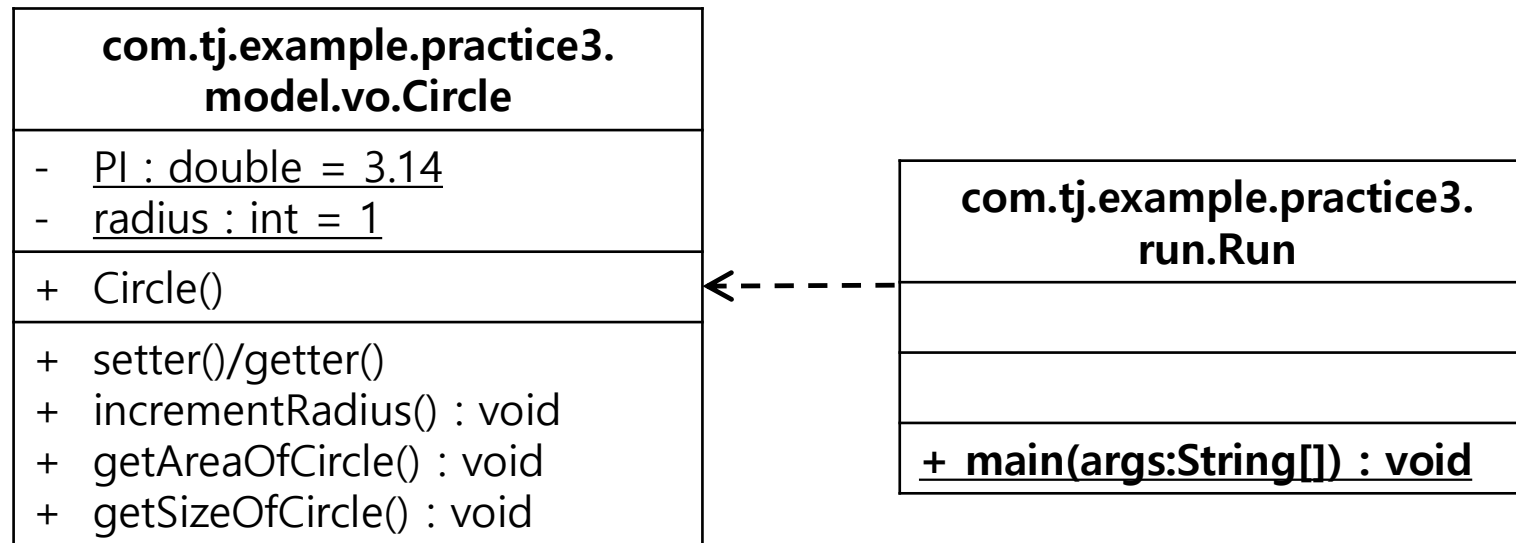 com.tj.example.practice3.
model.vo.Circle
- PI : double = 3.14
- radius : int = 1
+ Circle()
+ setter()/getter()
+ incrementRadius() : void
+ getAreaOfCircle() : void
+ getSizeOfCircle() : void
com.tj.example.practice3.
run.Run
+ main(args:String[]) : void